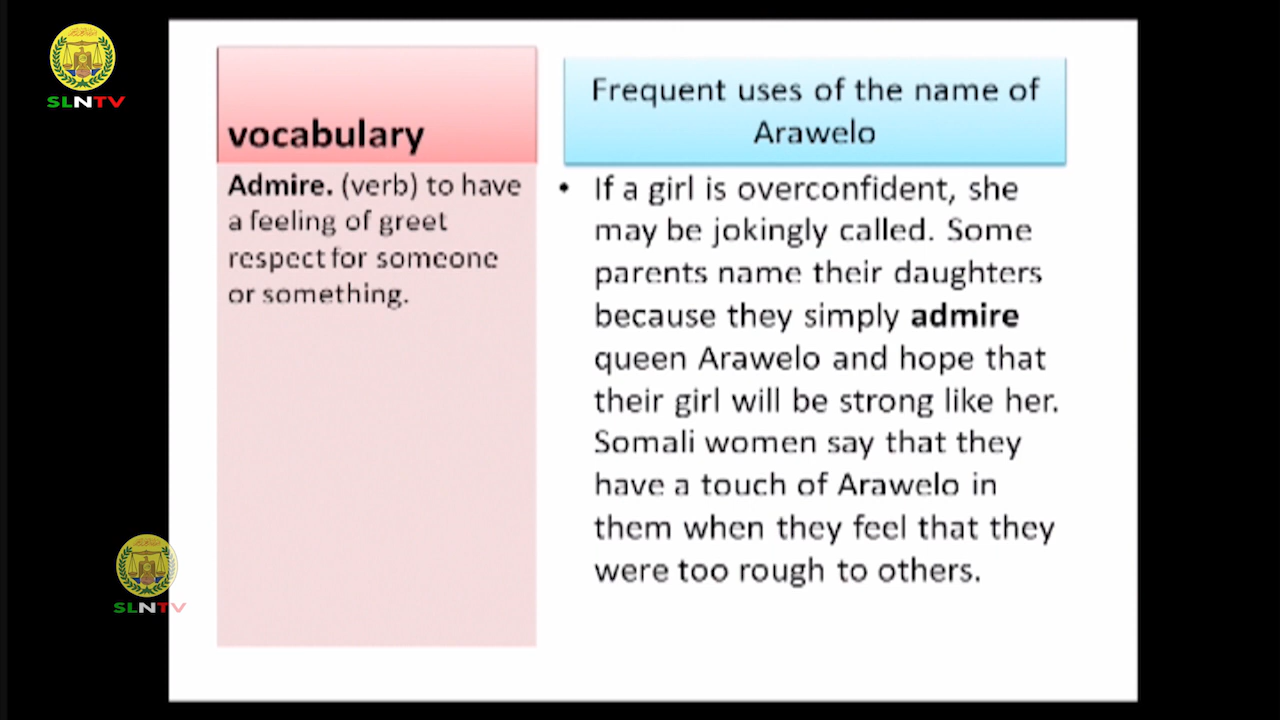 SLNTV
vocabulary
Admire. (verb) to have
a feeling of greet
respect for someone
or something.
Frequent uses of the name of
Arawelo
• If a girl is overconfident, she
may be jokingly called. Some
parents name their daughters
because they simply admire
queen Arawelo and hope that
their girl will be strong like her.
Somali women say that they
have a touch of Arawelo in
them when they feel that they
were too rough to others.
SLNTV